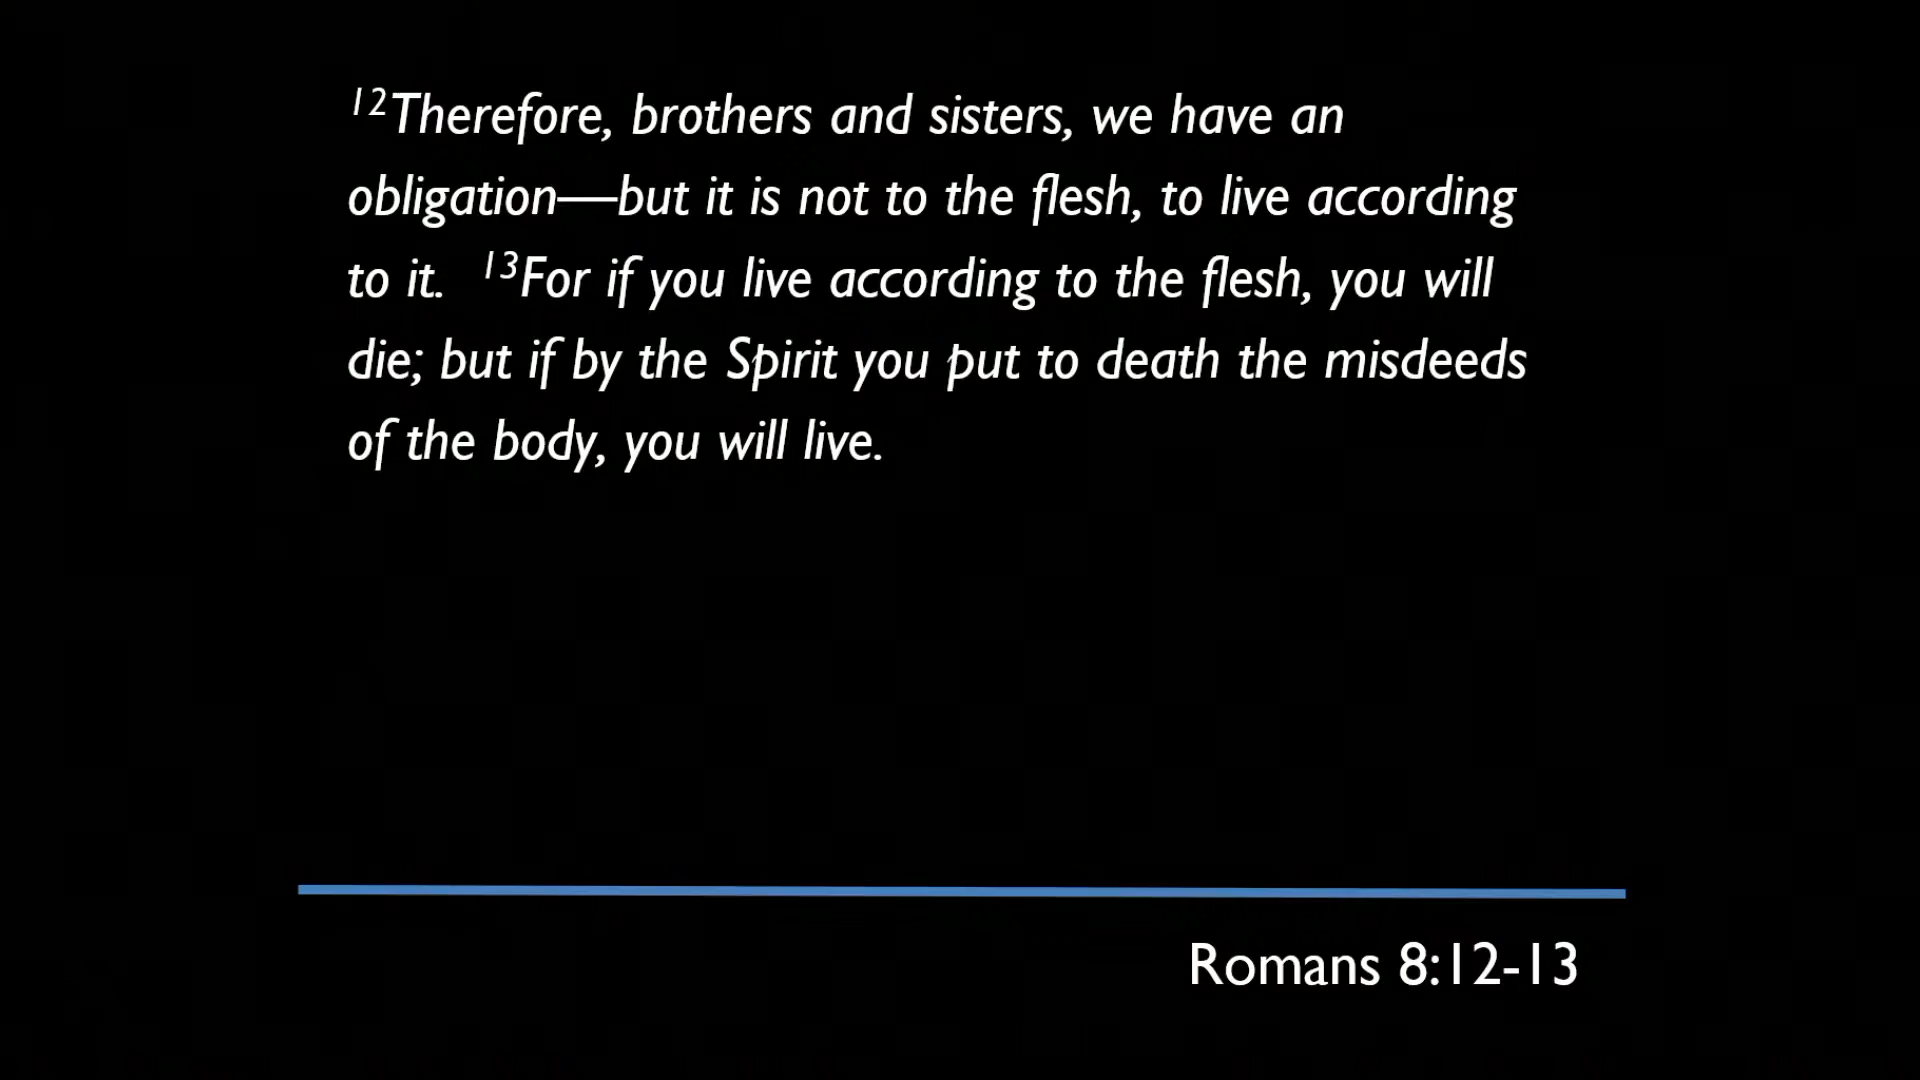 ¹²Therefore, brothers and sisters, we have an
obligation—but it is not to the flesh, to live according
to it. ¹³For if you live according to the flesh, you will
die; but if by the Spirit you put to death the misdeeds
of the body, you will live.
Romans 8:12-13